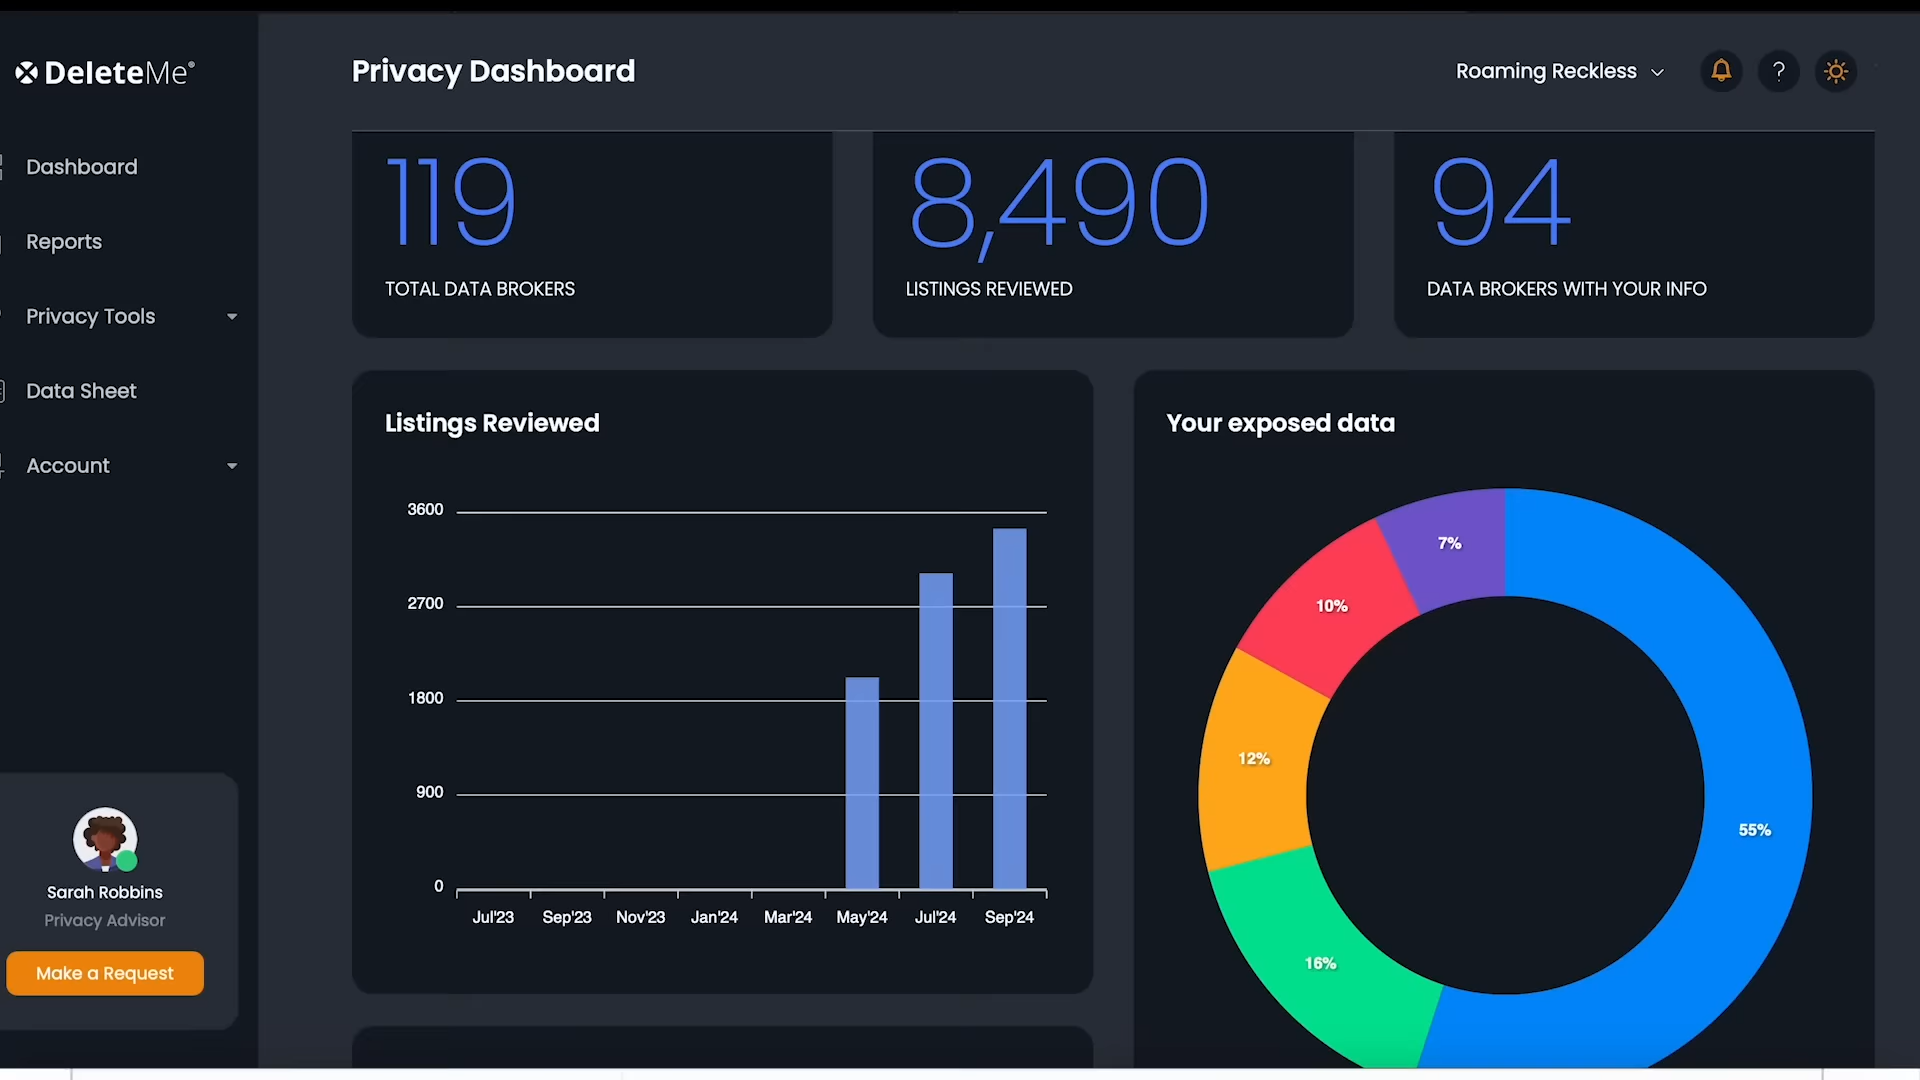 DeleteMe®
Privacy Dashboard
Roaming Reckless
?
Dashboard
Reports
Privacy Tools
Data Sheet
Account
119
TOTAL DATA BROKERS
8,490
LISTINGS REVIEWED
94
DATA BROKERS WITH YOUR INFO
Listings Reviewed
3600
2700
1800
900
0
Jul'23 Sep'23 Nov'23 Jan'24 Mar'24 May'24 Jul'24 Sep'24
Your exposed data
7%
10%
12%
55%
16%
Sarah Robbins
Privacy Advisor
Make a Request